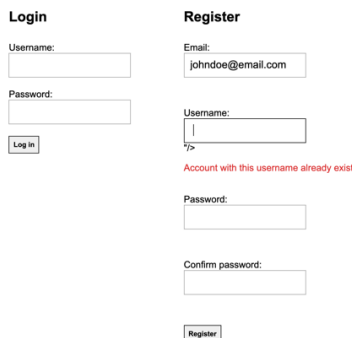 Login
Username:
Password:
Log in
Register
Email:
johndoe@email.com
Username:
"/>
Account with this username already exist
Password:
Confirm password:
Register